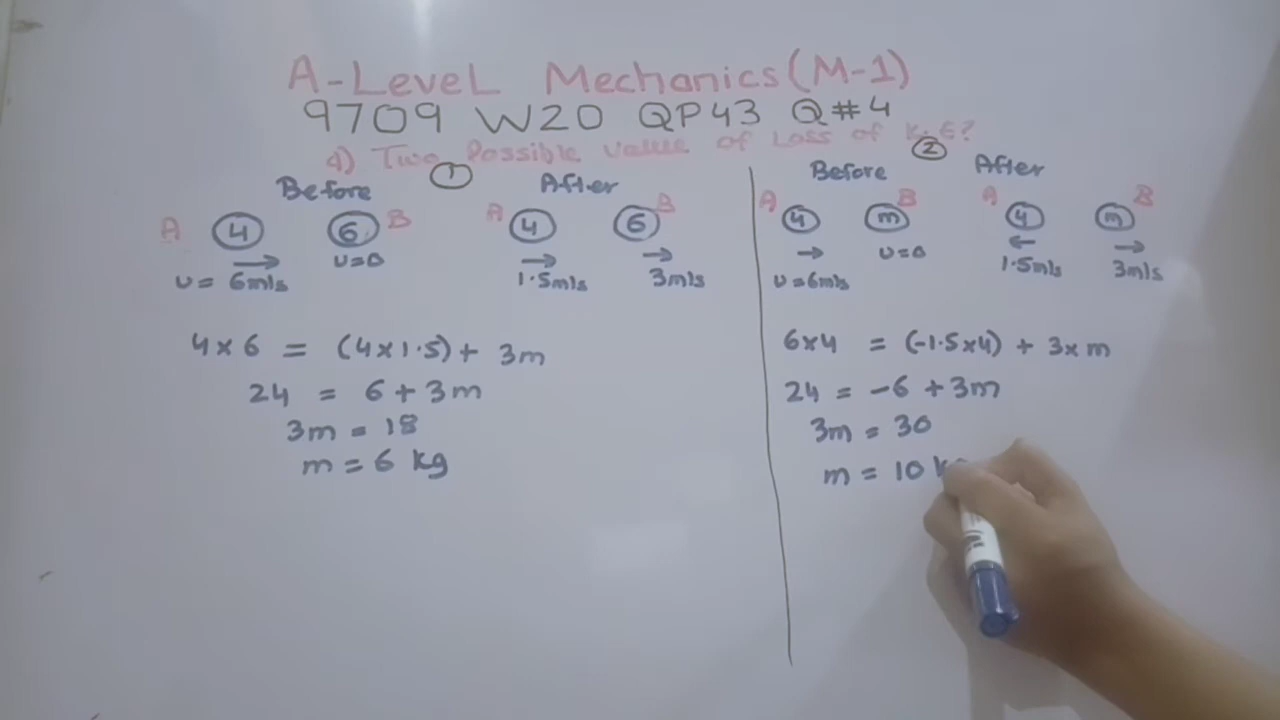 A-Level Mechanics (M-1)
9709 W20 QP43 Q#4
4) Two Possible value of Loss of K.E?
① Before After
A 4 6 B A 4 6 B
u= 6m/s u=0 1.5m/s 3m/s
4×6 = (4×1.5)+ 3m
24 = 6+3m
3m = 18
m = 6 kg
② Before After
A 4 m B A 4 m B
u=6m/s u=0 1.5m/s 3m/s
6×4 = (-1.5×4) + 3×m
24 = -6 +3m
3m = 30
m = 10 kg